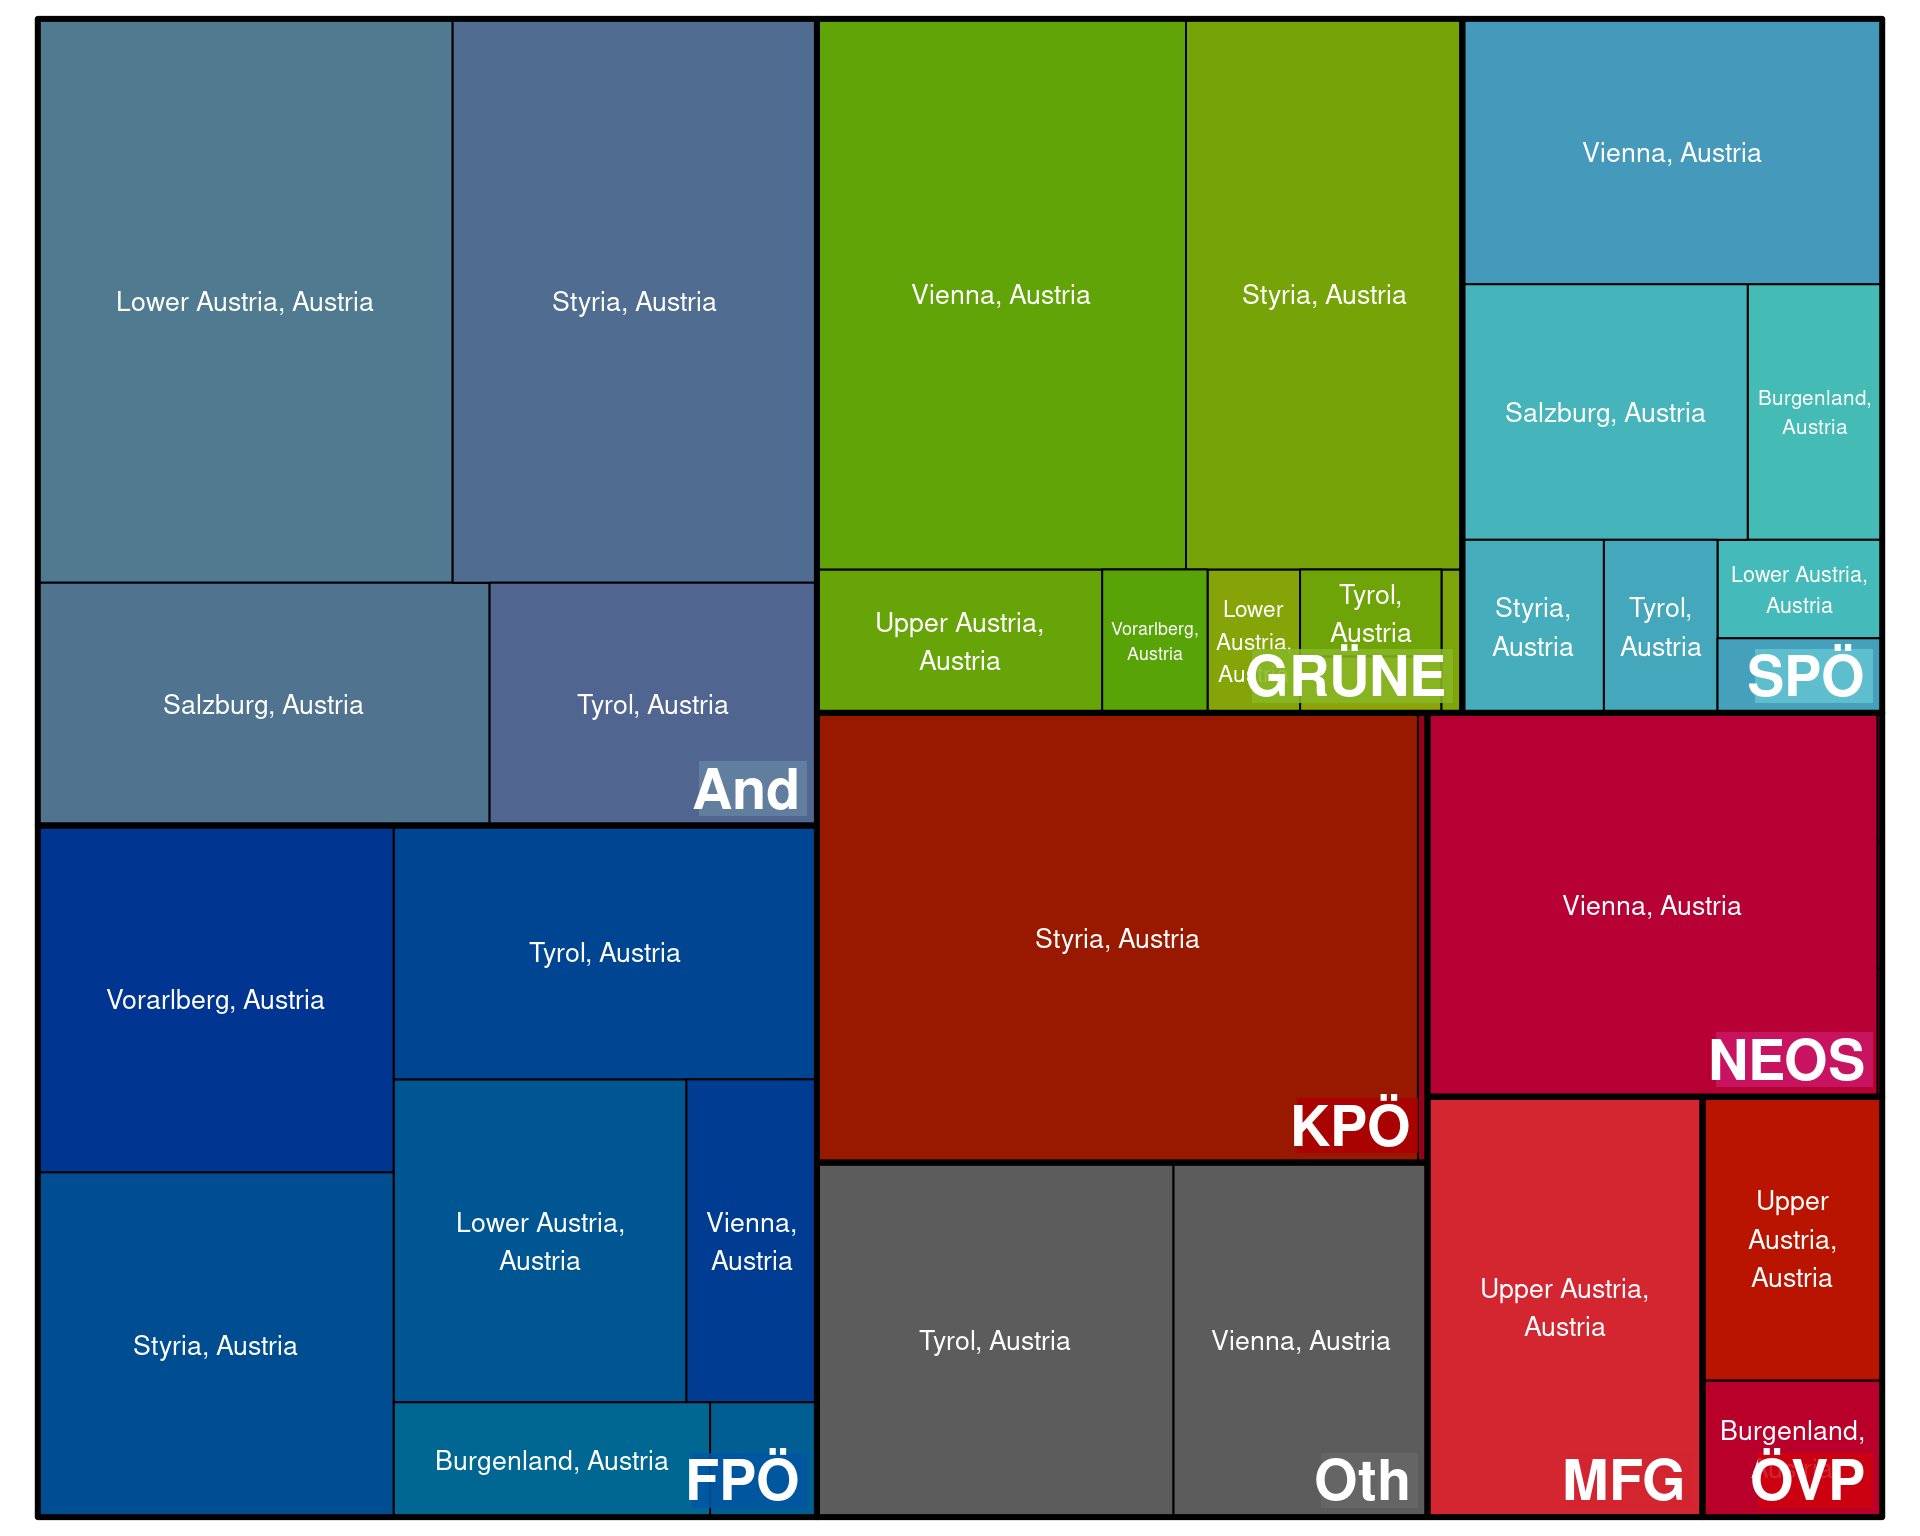 Lower Austria, Austria
Styria, Austria
Salzburg, Austria
Tyrol, Austria
And
Vorarlberg, Austria
Tyrol, Austria
Styria, Austria
Lower Austria,
Austria
Vienna,
Austria
Burgenland, Austria
FPÖ
Vienna, Austria
Styria, Austria
Upper Austria,
Austria
Vorarlberg,
Austria
Lower
Austria,
Tyrol,
Austria
GRÜNE
Vienna, Austria
Salzburg, Austria
Burgenland,
Austria
Styria,
Austria
Tyrol,
Austria
Lower Austria,
Austria
SPÖ
Styria, Austria
KPÖ
Vienna, Austria
NEOS
Tyrol, Austria
Vienna, Austria
Oth
Upper Austria,
Austria
MFG
Upper
Austria,
Austria
Burgenland,
ÖVP